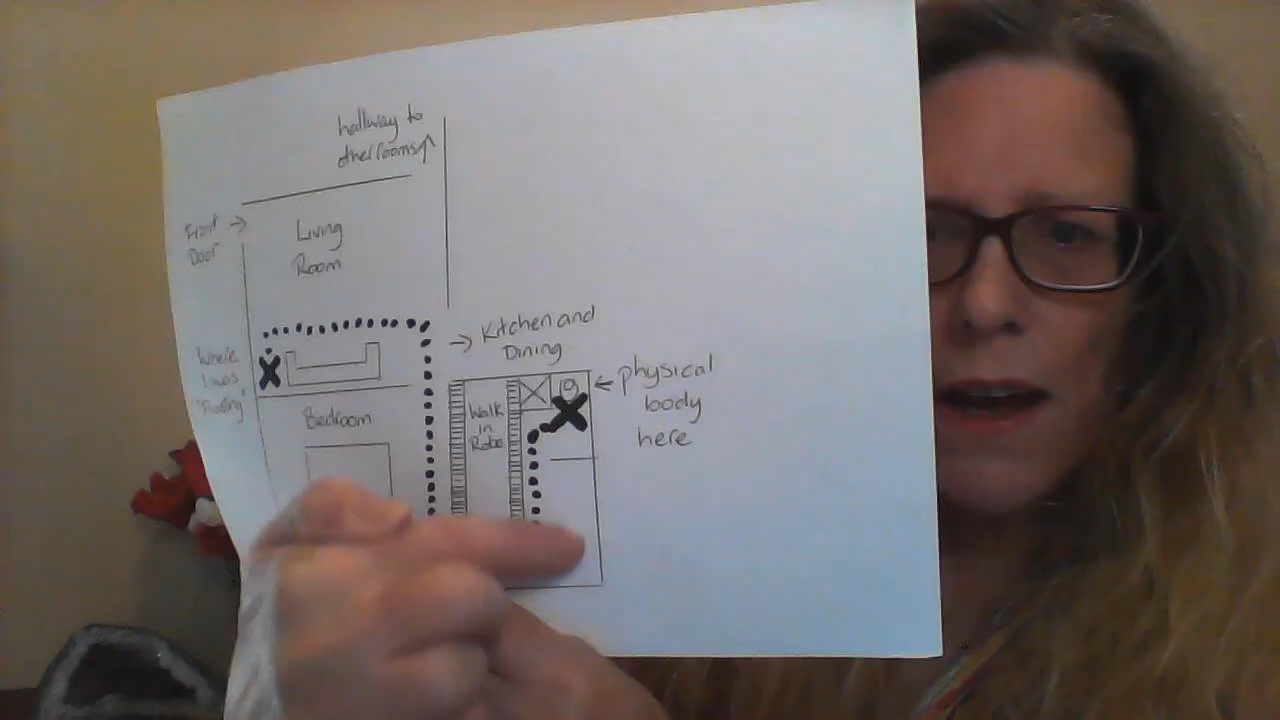 hallway to
other rooms
Front
Door
Living
Room
Kitchen and
Dining
Where
I was
physical
body
here
Bedroom
Walk
in
Robe